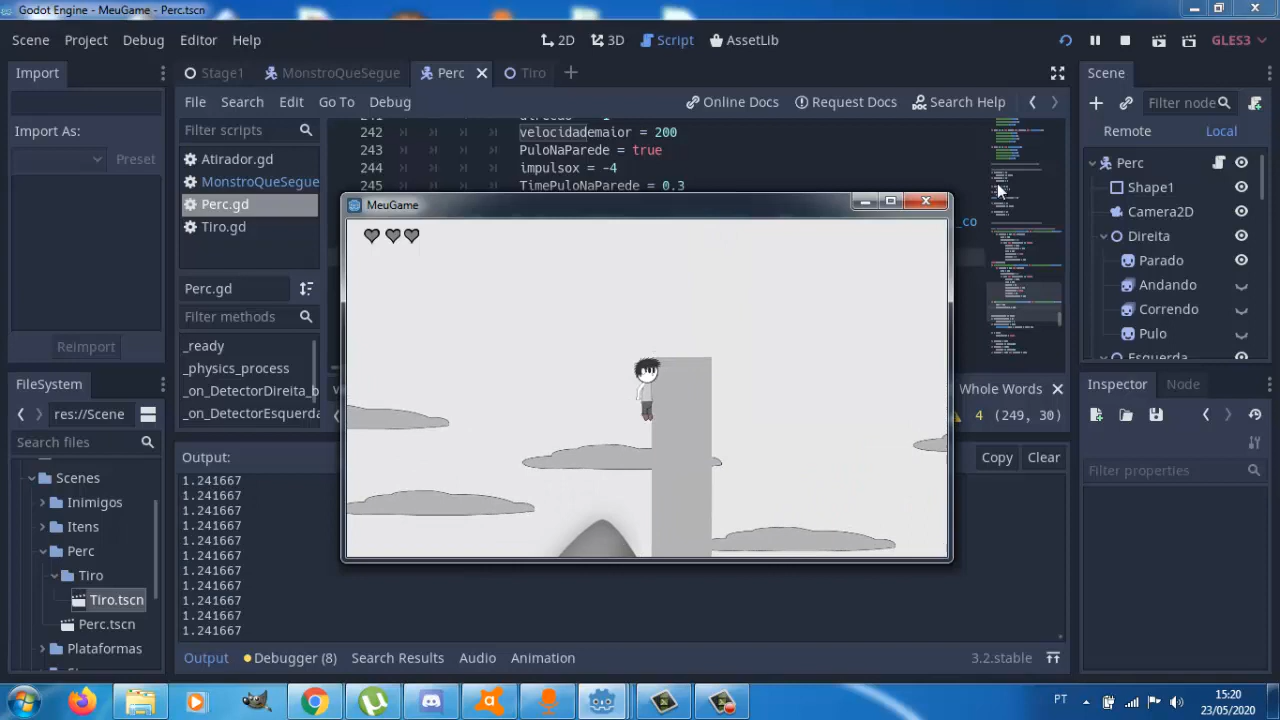 Godot Engine - MeuGame - Perc.tscn
Scene Project Debug Editor Help
2D 3D Script AssetLib
GLES3
Import
Import As:
Preset
Reimport
Stage1 MonstroQueSegue Perc Tiro
File Search Edit Go To Debug
Online Docs Request Docs Search Help
Filter scripts
Atirador.gd
MonstroQueSegue
Perc.gd
Tiro.gd
Perc.gd
Filter methods
_ready
_physics_process
_on_DetectorDireita_b
_on_DetectorEsquerda
241
242 velocidademaior = 200
243 PuloNaParede = true
244 impulsox = -4
245 TimePuloNaParede = 0.3
_co
MeuGame
Whole Words
4 (249, 30)
Output:
Copy Clear
1.241667
1.241667
1.241667
1.241667
1.241667
1.241667
1.241667
1.241667
1.241667
1.241667
1.241667
Output Debugger (8) Search Results Audio Animation
3.2.stable
FileSystem
res://Scene
Search files
Scenes
Inimigos
Itens
Perc
Tiro
Tiro.tscn
Perc.tscn
Plataformas
Scene
Filter node
Remote Local
Perc
Shape1
Camera2D
Direita
Parado
Andando
Correndo
Pulo
Esquerda
Inspector Node
Filter properties
PT
15:20
23/05/2020